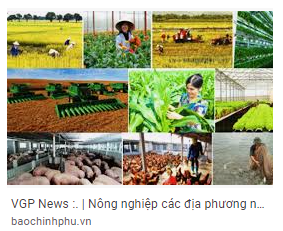 VGP News :. | Nông nghiệp các địa phương n...
baochinhphu.vn